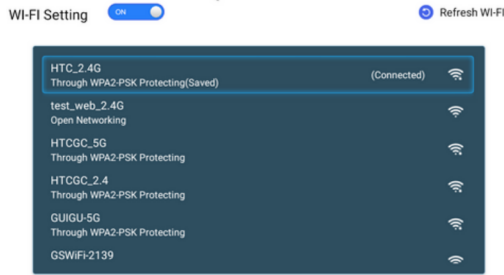 WI-FI Setting ON Refresh WI-FI
HTC_2.4G
Through WPA2-PSK Protecting(Saved) (Connected)
test_web_2.4G
Open Networking
HTCGC_5G
Through WPA2-PSK Protecting
HTCGC_2.4
Through WPA2-PSK Protecting
GUIGU-5G
Through WPA2-PSK Protecting
GSWiFi-2139